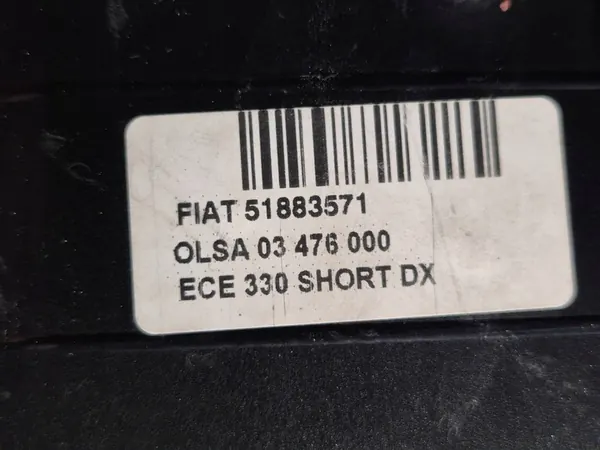 FIAT 51883571
OLSA 03 476 000
ECE 330 SHORT DX